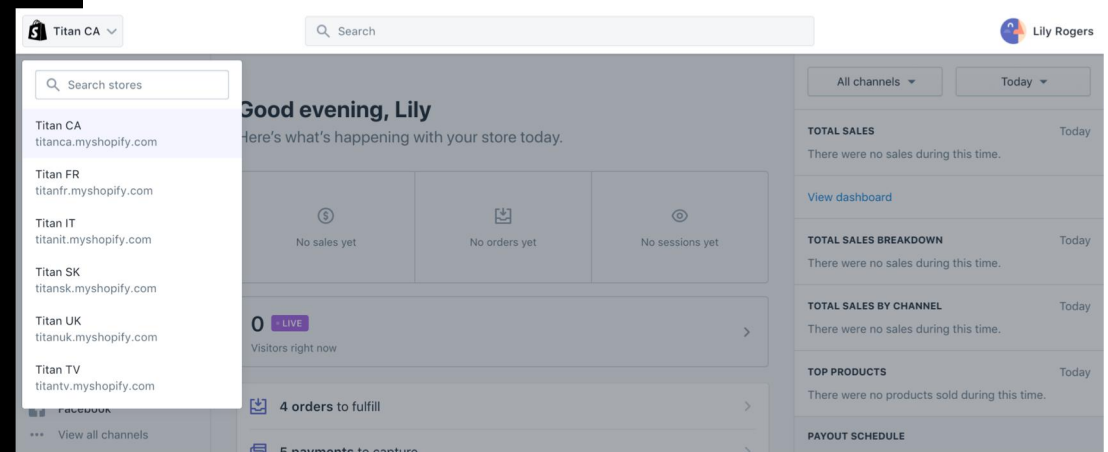 Titan CA
Search
Lily Rogers
Search stores
Titan CA
titanca.myshopify.com
Titan FR
titanfr.myshopify.com
Titan IT
titanit.myshopify.com
Titan SK
titansk.myshopify.com
Titan UK
titanuk.myshopify.com
Titan TV
titantv.myshopify.com
Facebook
View all channels
Good evening, Lily
Here's what's happening with your store today.
No sales yet
No orders yet
No sessions yet
0 LIVE
Visitors right now
4 orders to fulfill
5 payments to capture
All channels
Today
TOTAL SALES Today
There were no sales during this time.
View dashboard
TOTAL SALES BREAKDOWN Today
There were no sales during this time.
TOTAL SALES BY CHANNEL Today
There were no sales during this time.
TOP PRODUCTS Today
There were no products sold during this time.
PAYOUT SCHEDULE